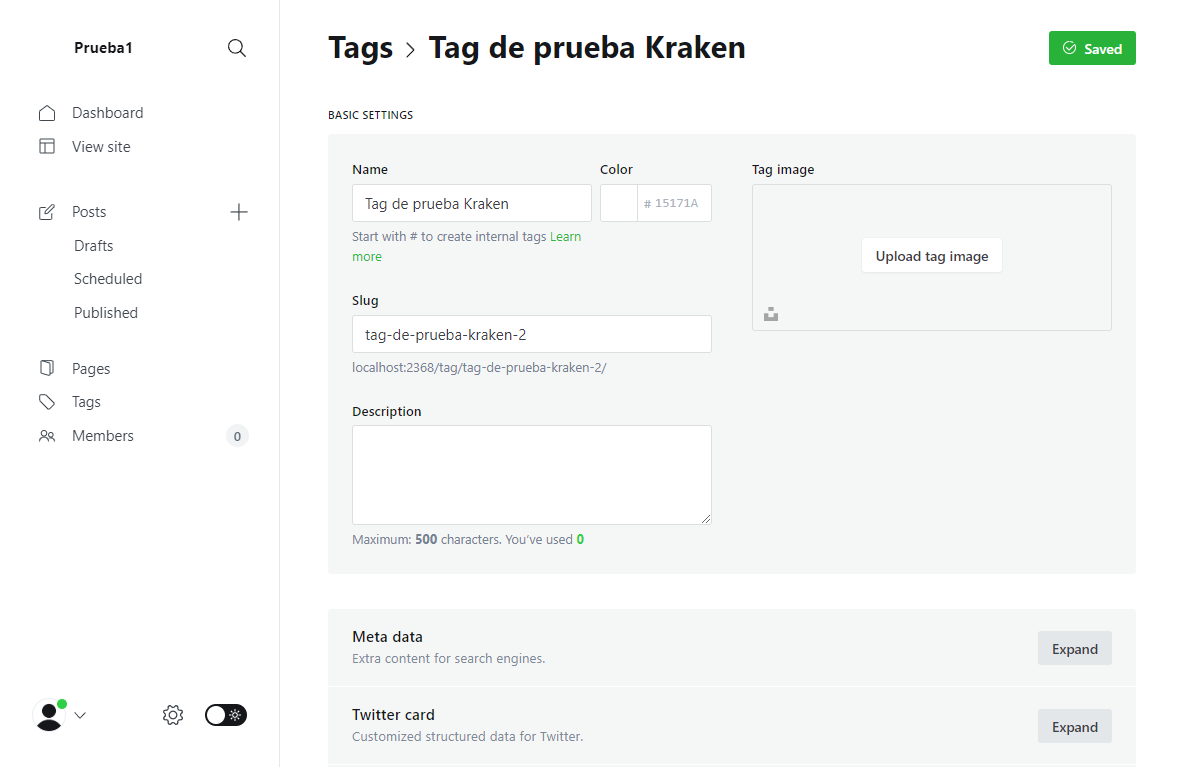 Prueba1
Dashboard
View site
Posts
Drafts
Scheduled
Published
Pages
Tags
Members 0
Tags > Tag de prueba Kraken
Saved
BASIC SETTINGS
Name
Tag de prueba Kraken
Start with # to create internal tags Learn
more
Color
# 15171A
Slug
tag-de-prueba-kraken-2
localhost:2368/tag/tag-de-prueba-kraken-2/
Description
Maximum: 500 characters. You’ve used 0
Tag image
Upload tag image
Meta data
Extra content for search engines.
Expand
Twitter card
Customized structured data for Twitter.
Expand